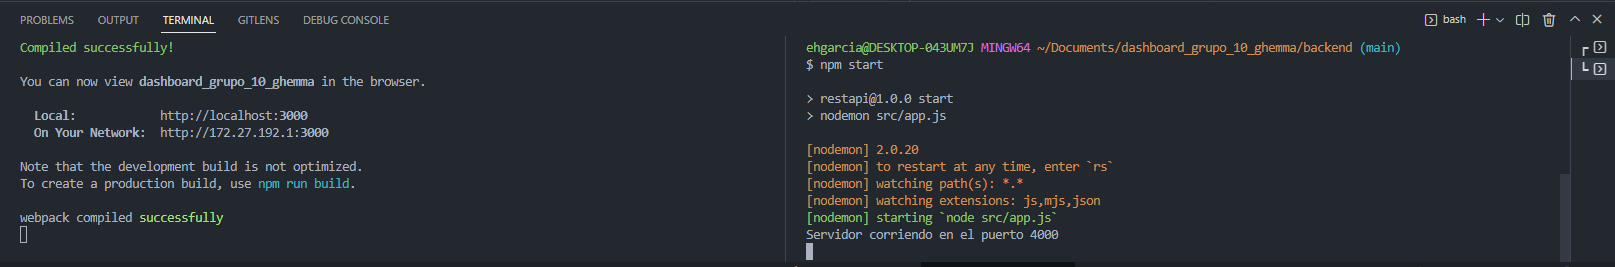 PROBLEMS OUTPUT TERMINAL GITLENS DEBUG CONSOLE
bash
Compiled successfully!
You can now view dashboard_grupo_10_ghemma in the browser.
Local: http://localhost:3000
On Your Network: http://172.27.192.1:3000
Note that the development build is not optimized.
To create a production build, use npm run build.
webpack compiled successfully
ehgarcia@DESKTOP-043UM7J MINGW64 ~/Documents/dashboard_grupo_10_ghemma/backend (main)
$ npm start
> restapi@1.0.0 start
> nodemon src/app.js
[nodemon] 2.0.20
[nodemon] to restart at any time, enter `rs`
[nodemon] watching path(s): *.*
[nodemon] watching extensions: js,mjs,json
[nodemon] starting `node src/app.js`
Servidor corriendo en el puerto 4000